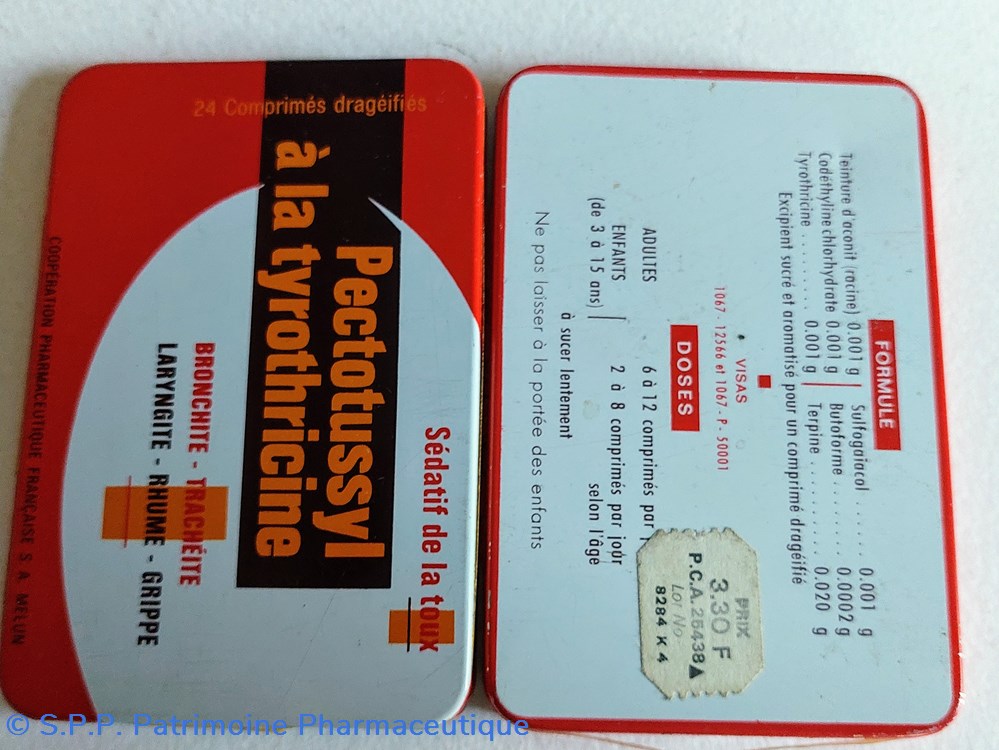 24 Comprimés drageifiés
Pectotussyl
à la tyrothricine
Sédatif de la toux
BRONCHITE - TRACHÉITE
LARYNGITE - RHUME - GRIPPE
COOPÉRATION PHARMACEUTIQUE FRANÇAISE S A MELUN
FORMULE
Teinture d'aconit (racine) 0.001 g
Codéthyline chlorhydrate 0.001 g
Tyrothricine ......... 0.001 g
Sulfogaïacol ...... 0.001 g
Butoforme ........ 0.0002 g
Terpine .......... 0.020 g
Excipient sucré et aromatisé pour un comprimé drageifié
VISAS
1067 - 12566 et 1067 - P - 50001
DOSES
ADULTES 6 à 12 comprimés par
ENFANTS 2 à 8 comprimés par jour
(de 3 à 15 ans) selon l'âge
à sucer lentement
Ne pas laisser à la portée des enfants
PRIX
3.30 F
P.C.A. 25438▲
Lot No
8284 K 4
© S.P.P. Patrimoine Pharmaceutique